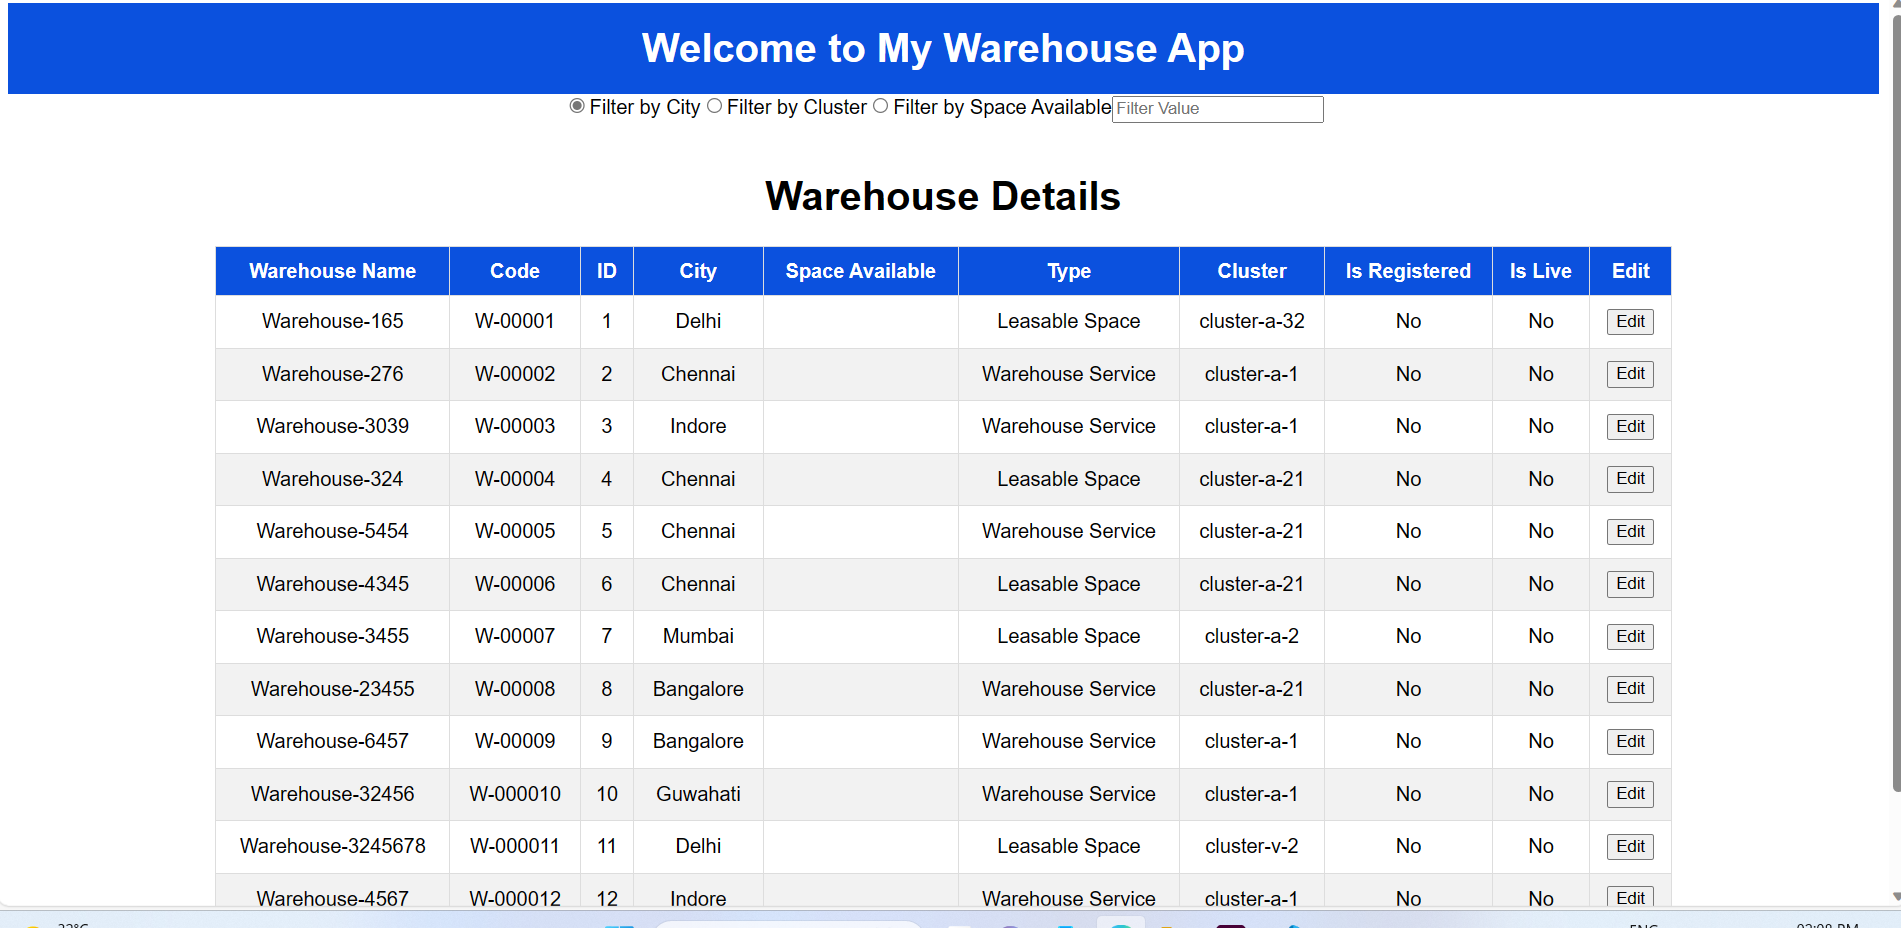 Welcome to My Warehouse App
Filter by City Filter by Cluster Filter by Space Available Filter Value
Warehouse Details
Warehouse Name Code ID City Space Available Type Cluster Is Registered Is Live Edit
Warehouse-165 W-00001 1 Delhi Leasable Space cluster-a-32 No No Edit
Warehouse-276 W-00002 2 Chennai Warehouse Service cluster-a-1 No No Edit
Warehouse-3039 W-00003 3 Indore Warehouse Service cluster-a-1 No No Edit
Warehouse-324 W-00004 4 Chennai Leasable Space cluster-a-21 No No Edit
Warehouse-5454 W-00005 5 Chennai Warehouse Service cluster-a-21 No No Edit
Warehouse-4345 W-00006 6 Chennai Leasable Space cluster-a-21 No No Edit
Warehouse-3455 W-00007 7 Mumbai Leasable Space cluster-a-2 No No Edit
Warehouse-23455 W-00008 8 Bangalore Warehouse Service cluster-a-21 No No Edit
Warehouse-6457 W-00009 9 Bangalore Warehouse Service cluster-a-1 No No Edit
Warehouse-32456 W-000010 10 Guwahati Warehouse Service cluster-a-1 No No Edit
Warehouse-3245678 W-000011 11 Delhi Leasable Space cluster-v-2 No No Edit
Warehouse-4567 W-000012 12 Indore Warehouse Service cluster-a-1 No No Edit